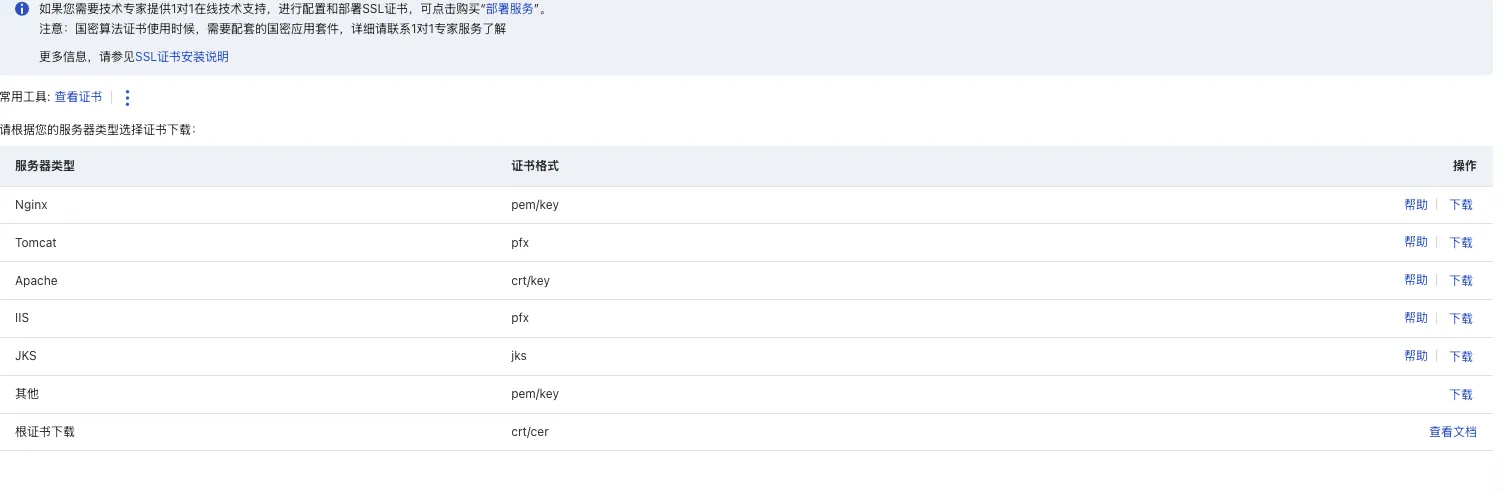 如果您需要技术专家提供1对1在线技术支持，进行配置和部署SSL证书，可点击购买“部署服务”。
注意：国密算法证书使用时候，需要配套的国密应用套件，详细请联系1对1专家服务了解
更多信息，请参见SSL证书安装说明
常用工具: 查看证书
请根据您的服务器类型选择证书下载：
服务器类型 证书格式 操作
Nginx pem/key 帮助 下载
Tomcat pfx 帮助 下载
Apache crt/key 帮助 下载
IIS pfx 帮助 下载
JKS jks 帮助 下载
其他 pem/key 下载
根证书下载 crt/cer 查看文档